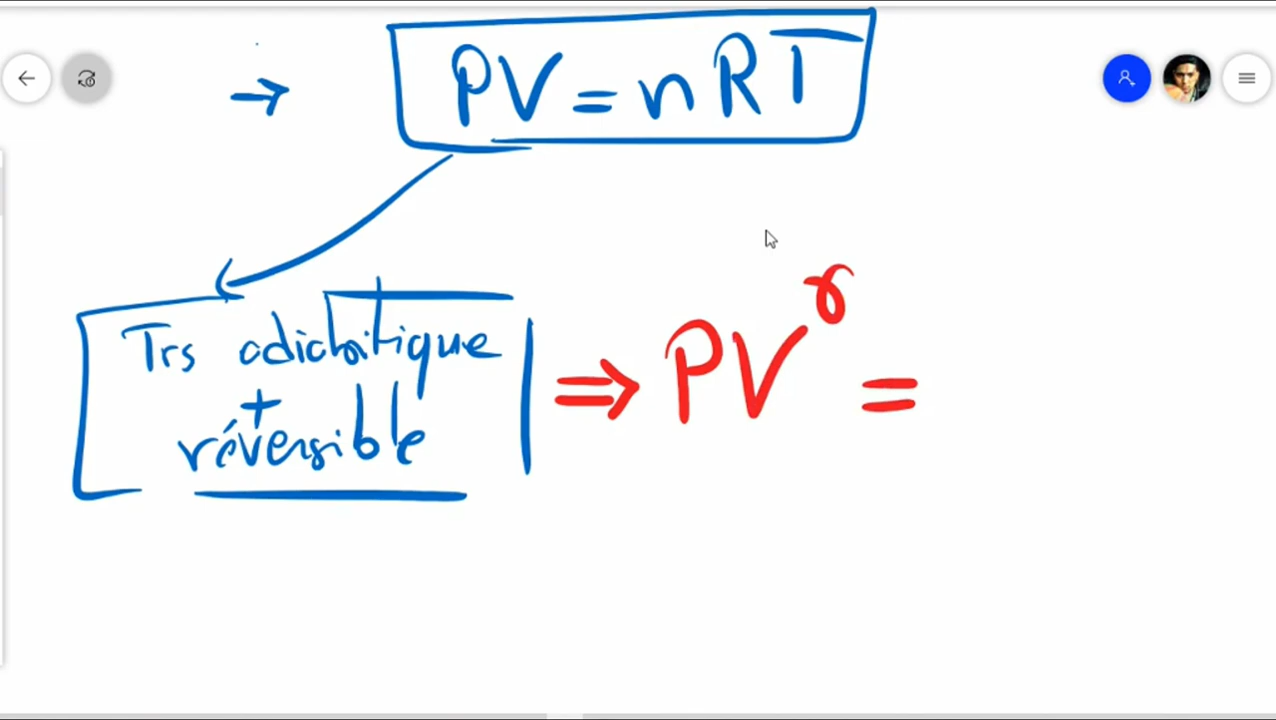 → PV = nRT
Trs adiabatique
+
réversible
⇒ PV^γ =